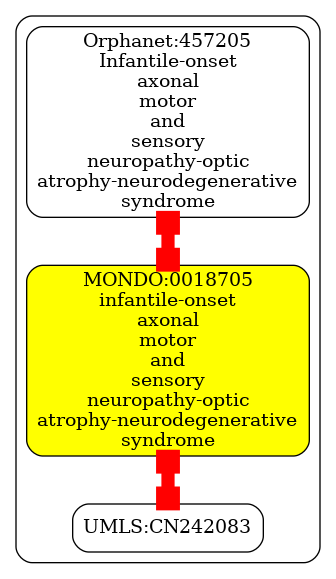 Orphanet:457205
Infantile-onset
axonal
motor
and
sensory
neuropathy-optic
atrophy-neurodegenerative
syndrome
MONDO:0018705
infantile-onset
axonal
motor
and
sensory
neuropathy-optic
atrophy-neurodegenerative
syndrome
UMLS:CN242083